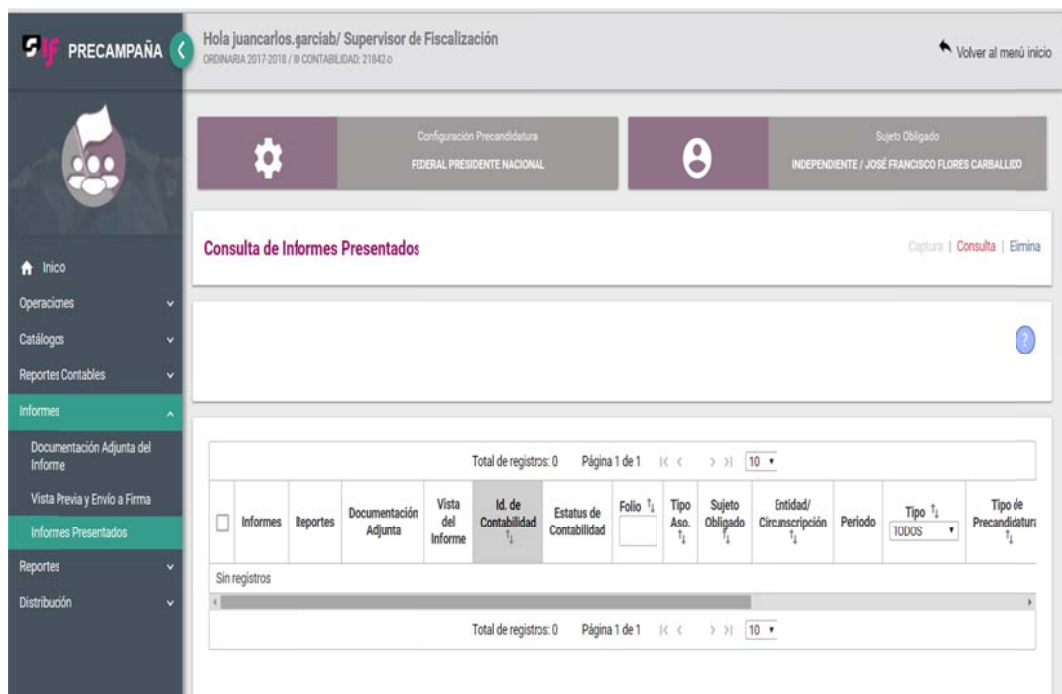 sif PRECAMPAÑA
Hola juancarlos.garciab/ Supervisor de Fiscalización
ORDINARIA 2017-2018 / ID CONTABILIDAD: 21842
Volver al menú inicio
Configuración Precandidatura
FEDERAL PRESIDENTE NACIONAL
Sujeto Obligado
INDEPENDIENTE / JOSÉ FRANCISCO FLORES CARBALLIDO
Consulta de Informes Presentados
Captura | Consulta | Elimina
Inicio
Operaciones
Catálogos
Reportes Contables
Informes
Documentación Adjunta del
Informe
Vista Previa y Envío a Firma
Informes Presentados
Reportes
Distribución
?
Total de registros: 0 Página 1 de 1 10
Informes Reportes Documentación Adjunta Vista del Informe Id. de Contabilidad Estatus de Contabilidad Folio Tipo Aso. Sujeto Obligado Entidad/ Circunscripción Periodo Tipo TODOS Tipo de Precandidatura
Sin registros
Total de registros: 0 Página 1 de 1 10